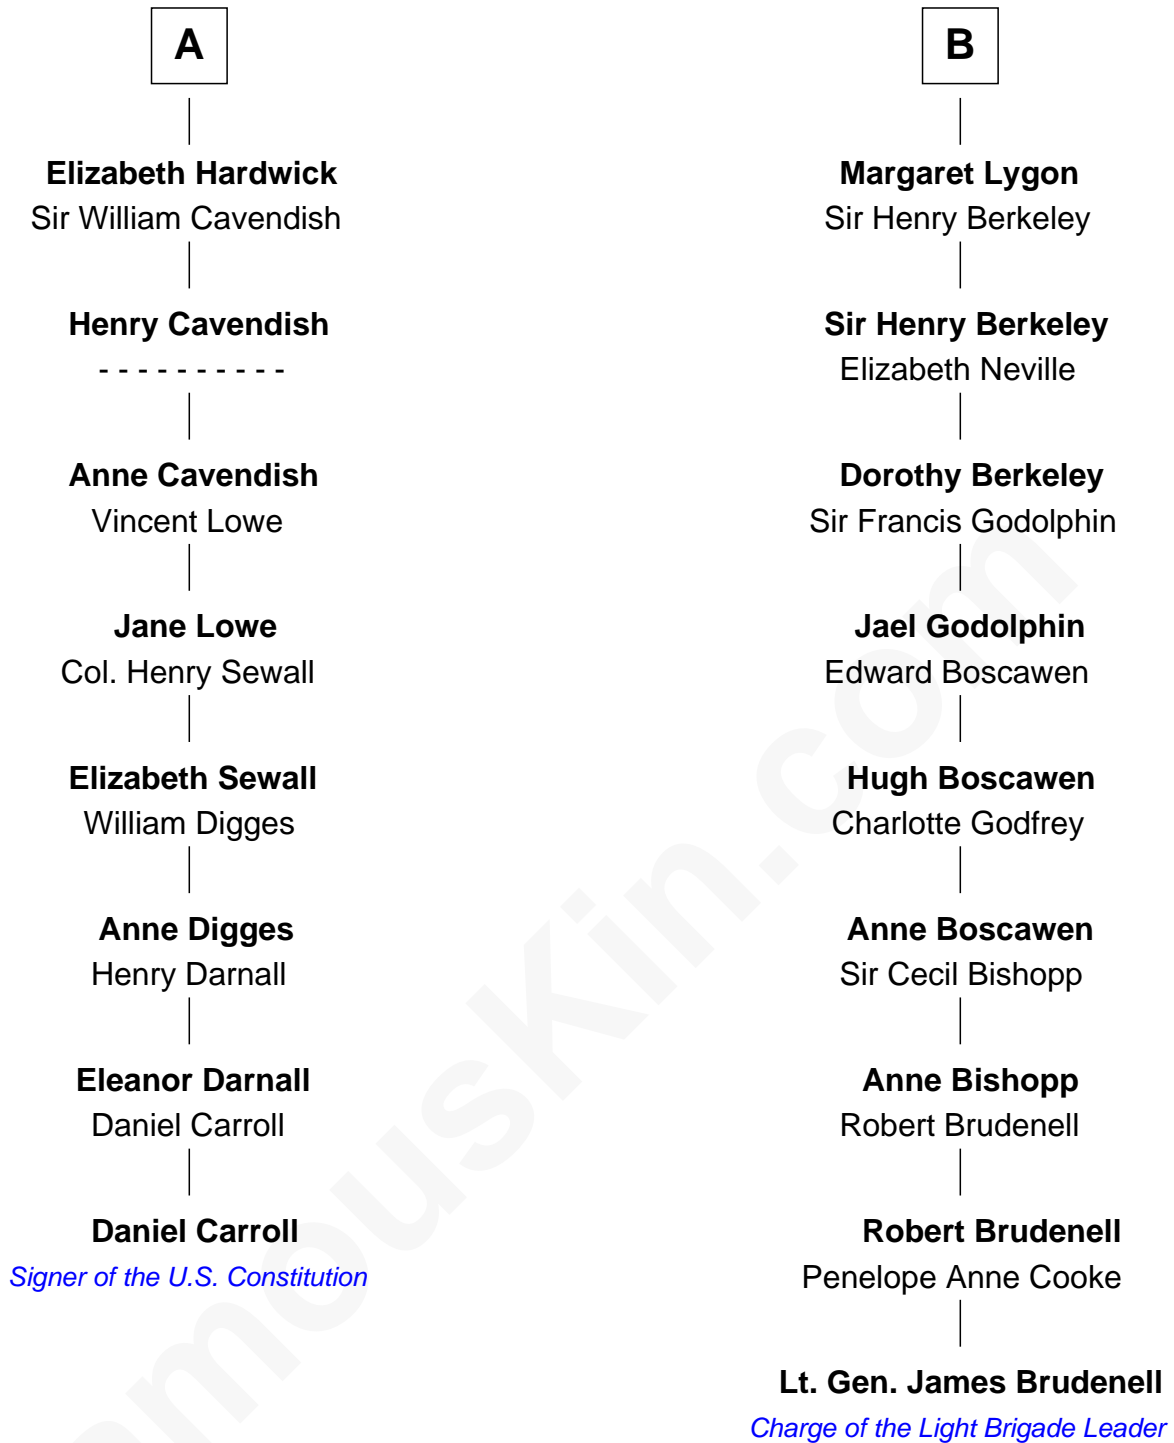 A
Elizabeth Hardwick
Sir William Cavendish
Henry Cavendish
- - - - - - - - - -
Anne Cavendish
Vincent Lowe
Jane Lowe
Col. Henry Sewall
Elizabeth Sewall
William Digges
Anne Digges
Henry Darnall
Eleanor Darnall
Daniel Carroll
Daniel Carroll
Signer of the U.S. Constitution
B
Margaret Lygon
Sir Henry Berkeley
Sir Henry Berkeley
Elizabeth Neville
Dorothy Berkeley
Sir Francis Godolphin
Jael Godolphin
Edward Boscawen
Hugh Boscawen
Charlotte Godfrey
Anne Boscawen
Sir Cecil Bishopp
Anne Bishopp
Robert Brudenell
Robert Brudenell
Penelope Anne Cooke
Lt. Gen. James Brudenell
Charge of the Light Brigade Leader
amousKin.com